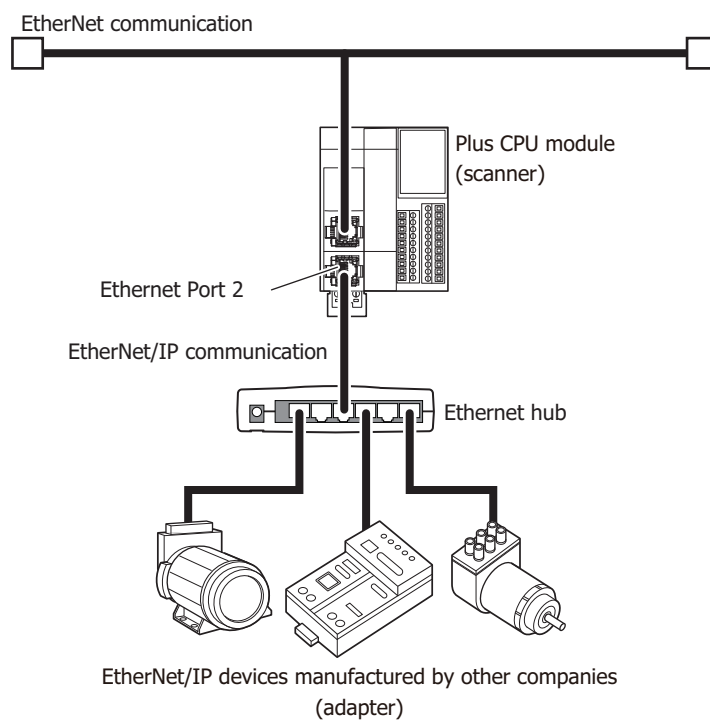 EtherNet communication
Plus CPU module
(scanner)
Ethernet Port 2
EtherNet/IP communication
Ethernet hub
EtherNet/IP devices manufactured by other companies
(adapter)